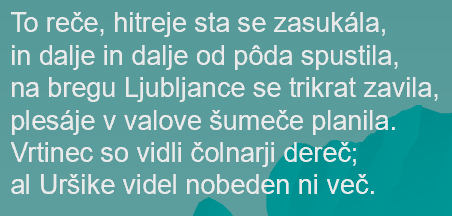 To reče, hitreje sta se zasukála,
in dalje in dalje od pôda spustila,
na bregu Ljubljance se trikrat zavila,
plesáje v valove šumeče planila.
Vrtinec so vidli čolnarji dereč;
al Uršike videl nobeden ni več.